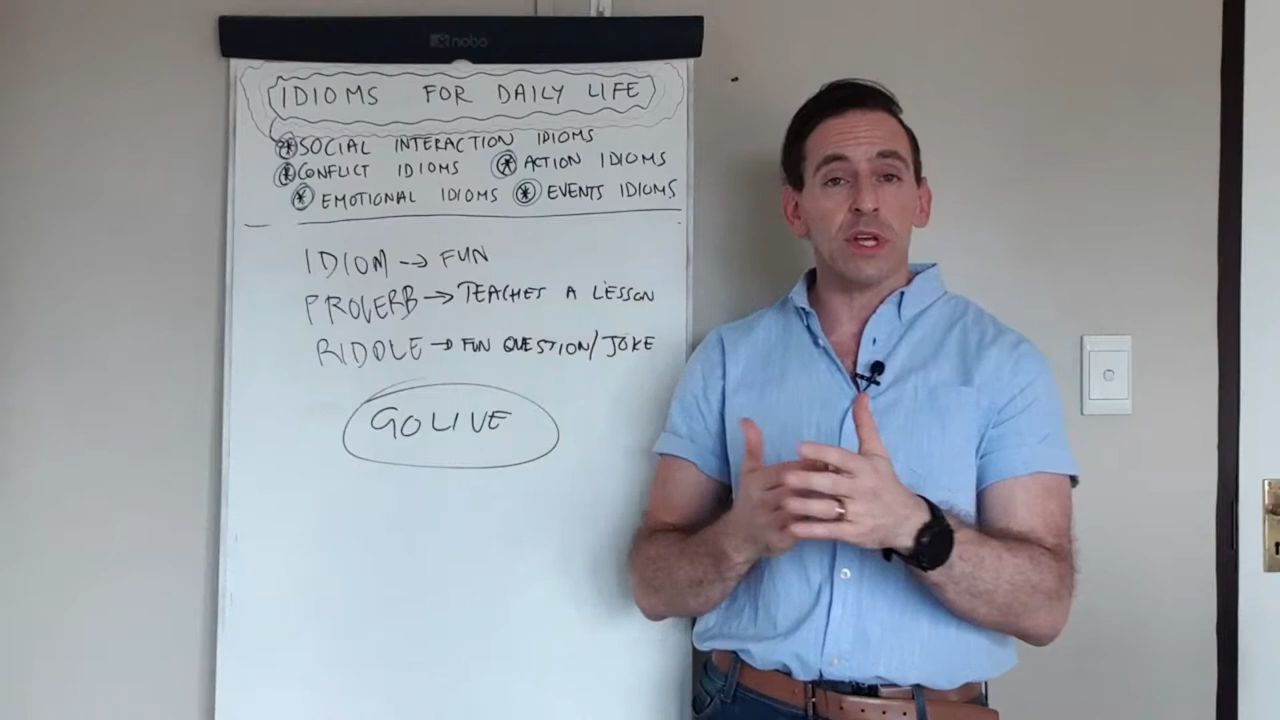 nobo
IDIOMS FOR DAILY LIFE
SOCIAL INTERACTION IDIOMS
CONFLICT IDIOMS ACTION IDIOMS
EMOTIONAL IDIOMS EVENTS IDIOMS
IDIOM → FUN
PROVERB → TEACHES A LESSON
RIDDLE → FUN QUESTION/JOKE
GO LIVE